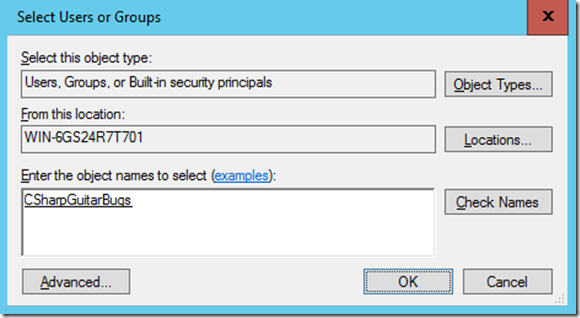 Select Users or Groups
x
Select this object type:
Users, Groups, or Built-in security principals
Object Types...
From this location:
WIN-6GS24R7T701
Locations...
Enter the object names to select (examples):
CSharpGuitarBugs
Check Names
Advanced...
OK
Cancel